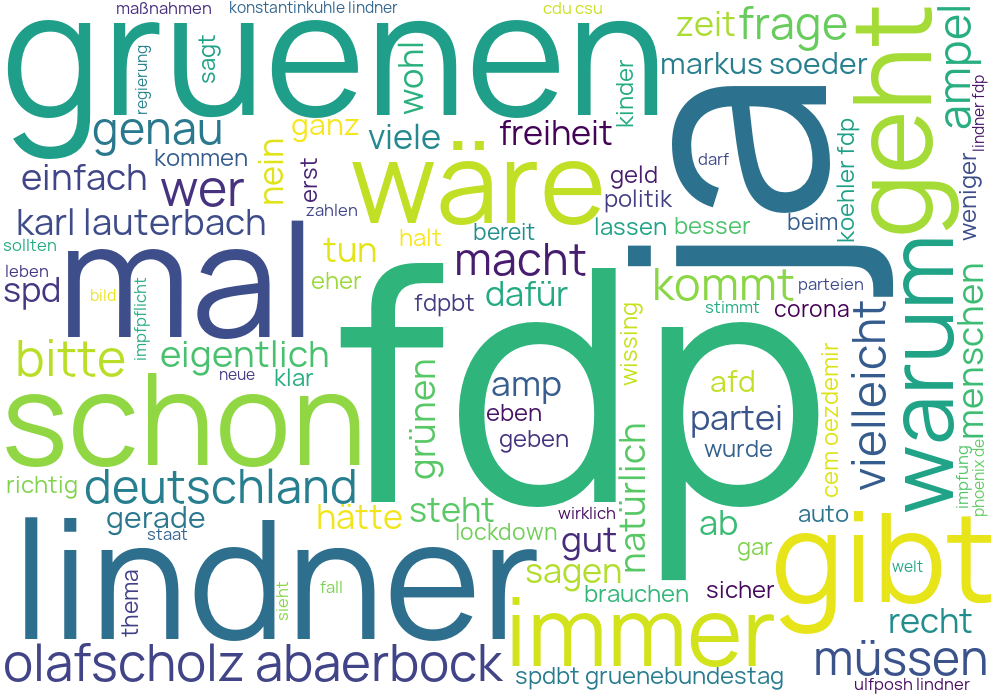 maßnahmen
konstantinkuhle lindner
cdu csu
gruenen
regierung
sagt
wohl
kinder
zeit
frage
markus soeder
ja
geht
ampel
lindner fdp
genau
ganz
viele
freiheit
kommen
nein
erst
wäre
darf
koehler fdp
weniger
einfach
wer
geld
politik
zahlen
karl lauterbach
halt
bereit
lassen
besser
beim
sollten
mal
tun
macht
leben
spd
bild
impfpflicht
eher
fdpbt
dafür
kommt
parteien
warum
menschen
fdp
wissing
stimmt
corona
vielleicht
bitte
eigentlich
neue
klar
schon
grünen
amp
eben
geben
afd
partei
wurde
cem oezdemir
natürlich
impfung
phoenix de
richtig
deutschland
gerade
staat
hätte
steht
lockdown
wirklich
gut
ab
gar
auto
lindner
thema
sieht
fall
sagen
brauchen
sicher
gibt
welt
immer
recht
müssen
olafscholz abaerbock
spdbt gruenebundestag
ulfposh lindner